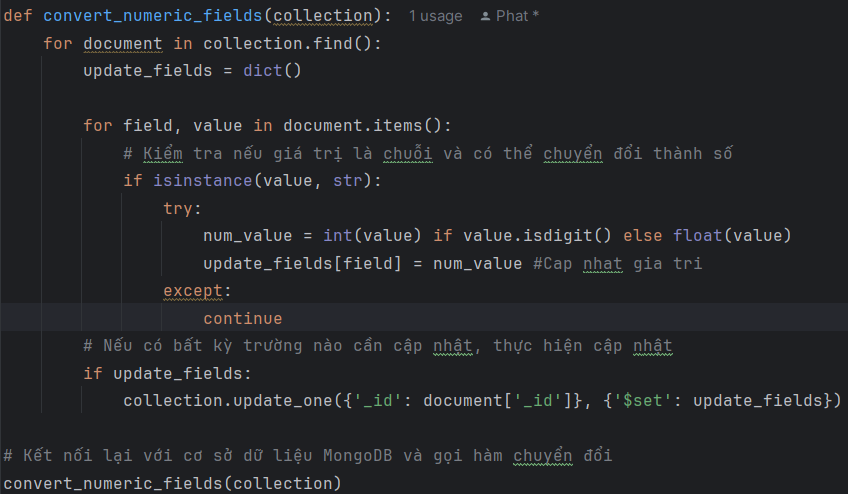 def convert_numeric_fields(collection): 1 usage Phat *
    for document in collection.find():
        update_fields = dict()
        for field, value in document.items():
            # Kiểm tra nếu giá trị là chuỗi và có thể chuyển đổi thành số
            if isinstance(value, str):
                try:
                    num_value = int(value) if value.isdigit() else float(value)
                    update_fields[field] = num_value #Cap nhat gia tri
                except:
                    continue
        # Nếu có bất kỳ trường nào cần cập nhật, thực hiện cập nhật
        if update_fields:
            collection.update_one({'_id': document['_id']}, {'$set': update_fields})
# Kết nối lại với cơ sở dữ liệu MongoDB và gọi hàm chuyển đổi
convert_numeric_fields(collection)